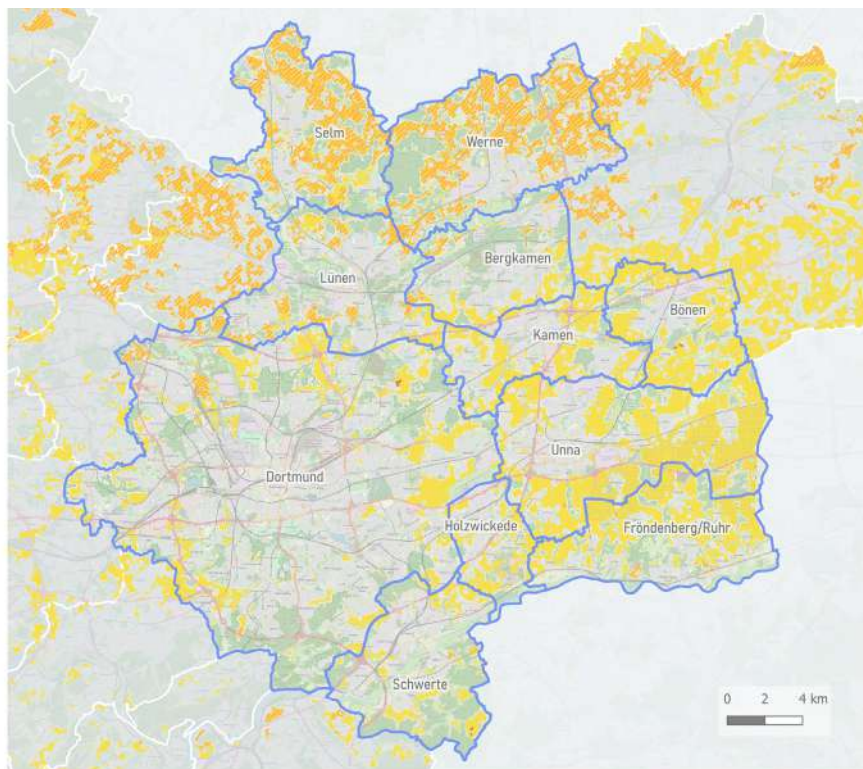 Selm
Werne
Bergkamen
Lünen
Bönen
Kamen
Unna
Dortmund
Holzwickede
Fröndenberg/Ruhr
Schwerte
0 2 4 km